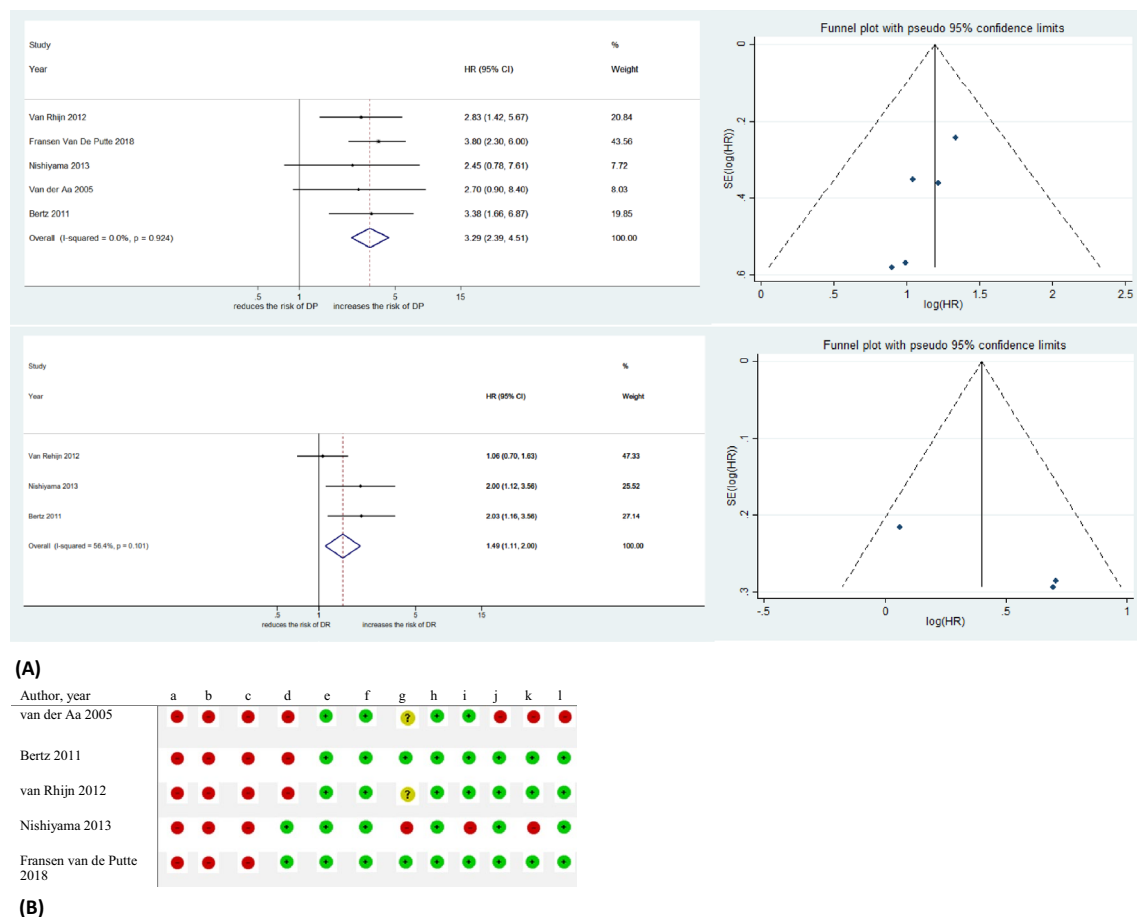 Study %
Year HR (95% CI) Weight
Van Rhijn 2012 2.83 (1.42, 5.67) 20.84
Fransen Van De Putte 2018 3.80 (2.30, 6.00) 43.56
Nishiyama 2013 2.45 (0.78, 7.61) 7.72
Van der Aa 2005 2.70 (0.90, 8.40) 8.03
Bertz 2011 3.38 (1.66, 6.87) 19.85
Overall (I-squared = 0.0%, p = 0.924) 3.29 (2.39, 4.51) 100.00
.5 1 5 15
reduces the risk of DP increases the risk of DP
Funnel plot with pseudo 95% confidence limits
SE(log(HR))
0
.2
.4
.6
0 .5 1 1.5 2 2.5
log(HR)
Study %
Year HR (95% CI) Weight
Van Rehijn 2012 1.06 (0.70, 1.63) 47.33
Nishiyama 2013 2.00 (1.12, 3.56) 25.52
Bertz 2011 2.03 (1.16, 3.56) 27.14
Overall (I-squared = 56.4%, p = 0.101) 1.49 (1.11, 2.00) 100.00
.5 1 5 15
reduces the risk of DR increases the risk of DR
Funnel plot with pseudo 95% confidence limits
SE(log(HR))
0
.1
.2
.3
-.5 0 .5 1
log(HR)
(A)
Author, year a b c d e f g h i j k l
van der Aa 2005 - - - - + + ? + + - - -
Bertz 2011 - - - - + + + + + + + +
van Rhijn 2012 - - - - + + ? + + + + +
Nishiyama 2013 - - - + + + - + - + - +
Fransen van de Putte - - - + + + + + + + + +
2018
(B)